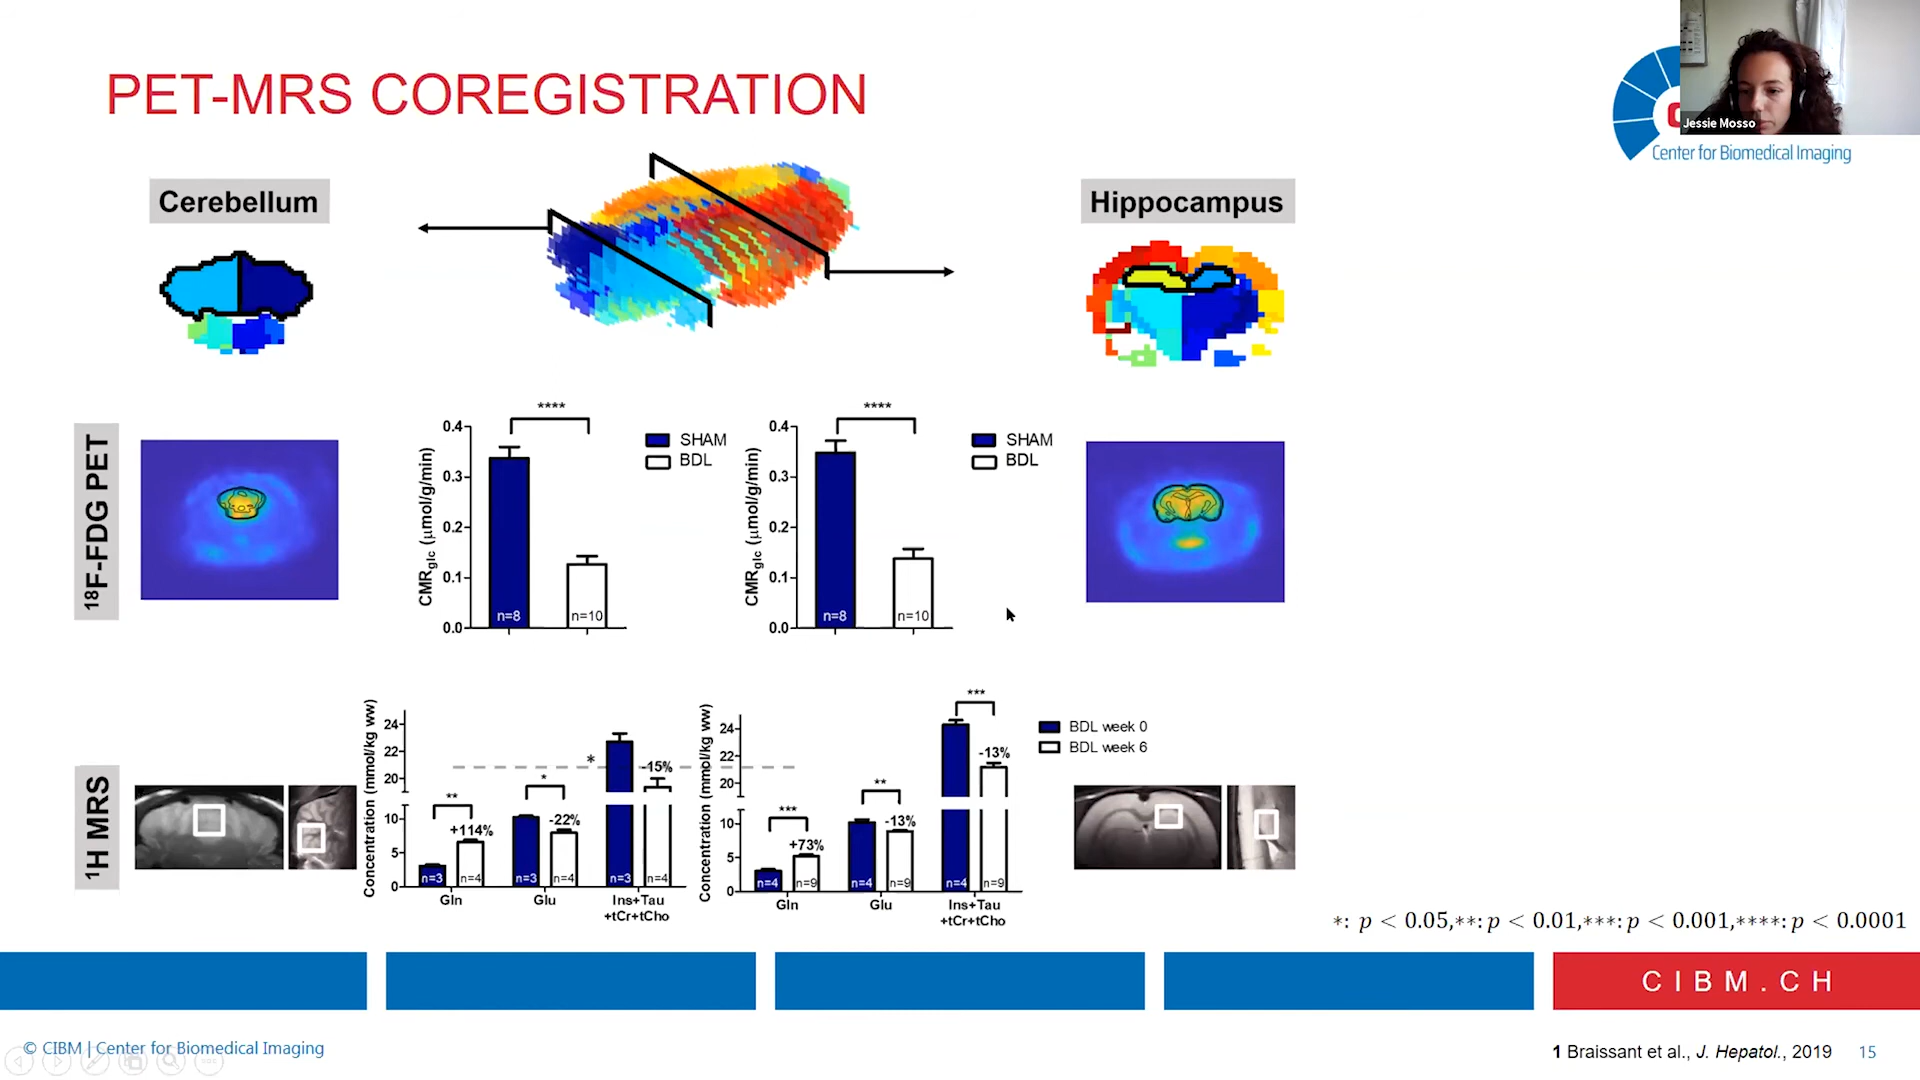 PET-MRS COREGISTRATION
Jessie Mosso
Center for Biomedical Imaging
Cerebellum
Hippocampus
18F-FDG PET
CMRglc (μmol/g/min)
0.4
0.3
0.2
0.1
0.0
****
n=8
n=10
SHAM
BDL
CMRglc (μmol/g/min)
0.4
0.3
0.2
0.1
0.0
****
n=8
n=10
SHAM
BDL
1H MRS
Concentration (mmol/kg ww)
24
22
20
10
5
0
**
+114%
*
-22%
*
-15%
n=3
n=4
n=3
n=4
n=3
n=4
Gln
Glu
Ins+Tau
+tCr+tCho
Concentration (mmol/kg ww)
24
22
20
10
5
0
***
+73%
**
-13%
***
-13%
n=4
n=9
n=4
n=9
n=4
n=9
Gln
Glu
Ins+Tau
+tCr+tCho
BDL week 0
BDL week 6
*: p < 0.05,**: p < 0.01,***: p < 0.001,****: p < 0.0001
CIBM.CH
© CIBM | Center for Biomedical Imaging
1 Braissant et al., J. Hepatol., 2019
15